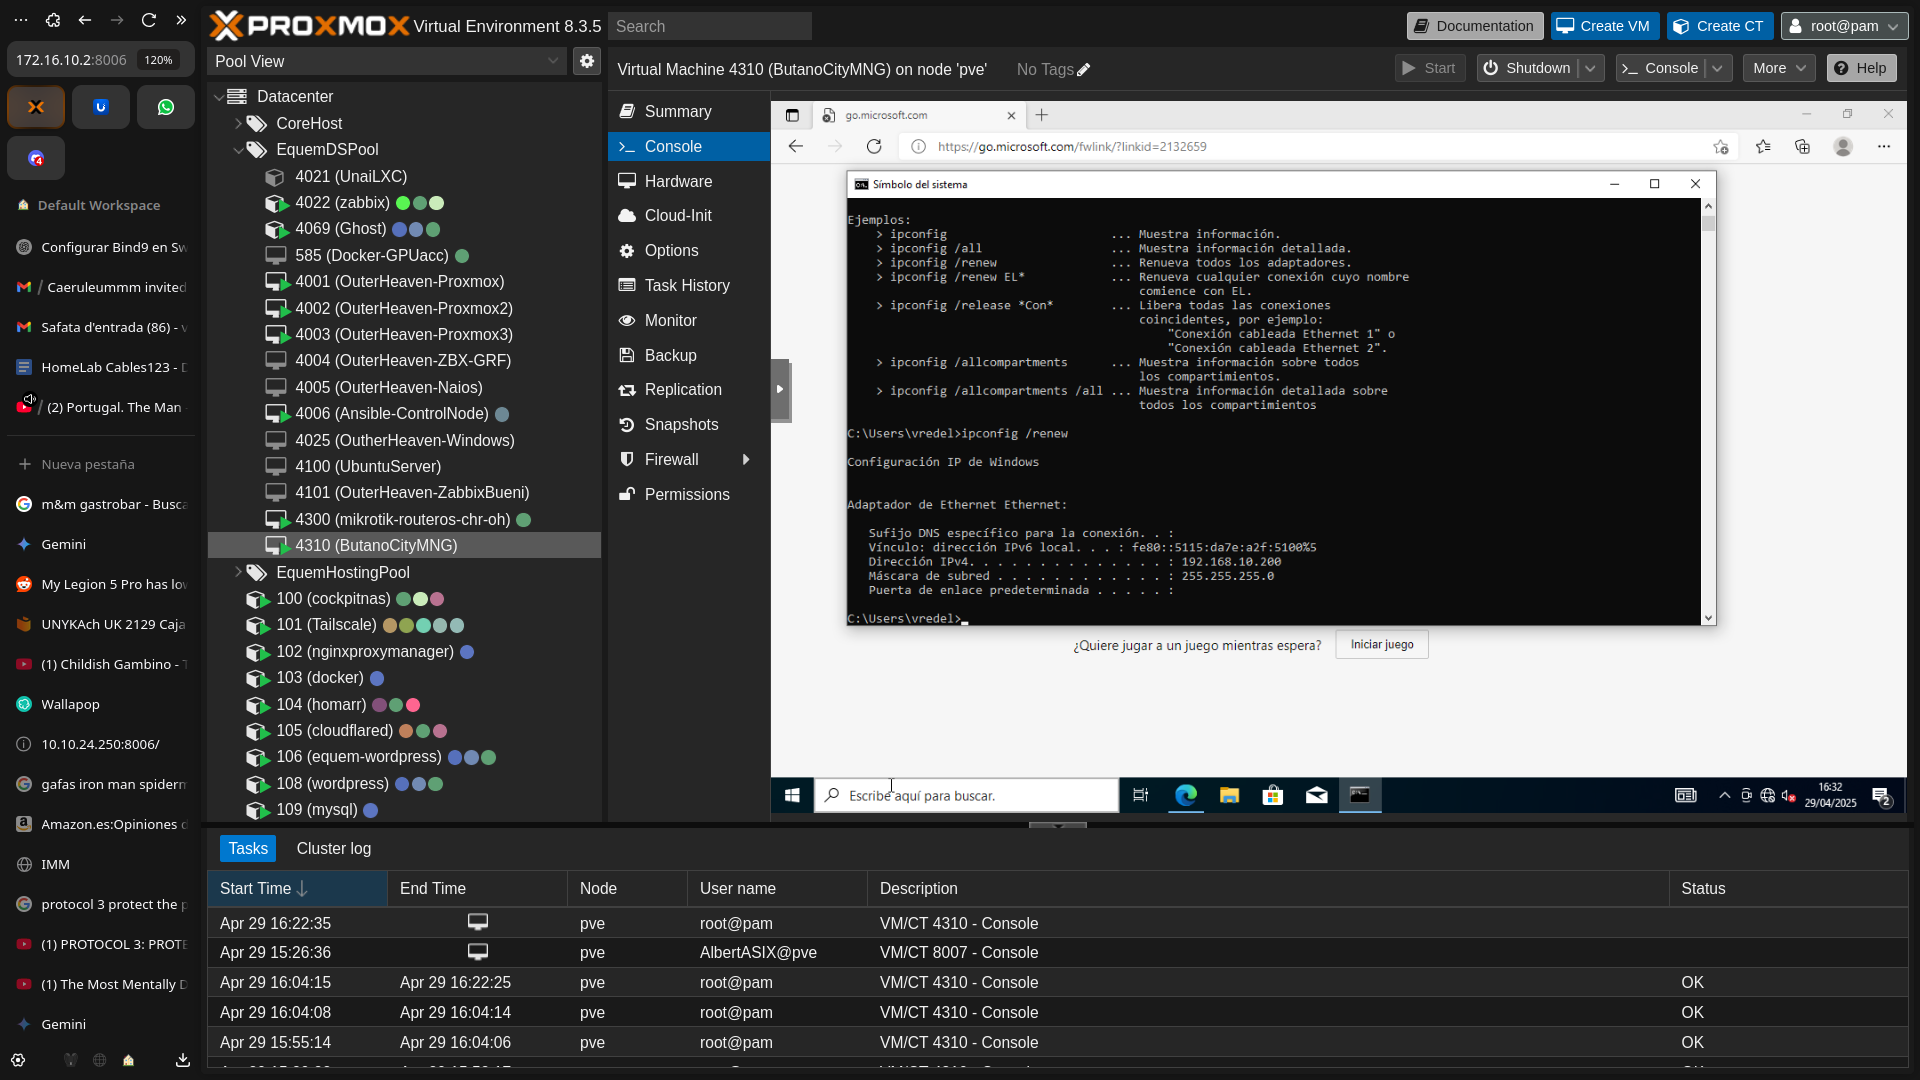 172.16.10.2:8006
120%
Default Workspace
Configurar Bind9 en Sw
/ Caeruleummm invited
Safata d'entrada (86) - v
HomeLab Cables123 - D
/ (2) Portugal. The Man -
Nueva pestaña
m&m gastrobar - Busca
Gemini
My Legion 5 Pro has lov
UNYKAch UK 2129 Caja
(1) Childish Gambino - T
Wallapop
10.10.24.250:8006/
gafas iron man spiderm
Amazon.es:Opiniones d
IMM
protocol 3 protect the p
(1) PROTOCOL 3: PROTE
(1) The Most Mentally D
Gemini
PROXMOX Virtual Environment 8.3.5
Search
Documentation
Create VM
Create CT
root@pam
Pool View
Datacenter
CoreHost
EquemDSPool
4021 (UnaiLXC)
4022 (zabbix)
4069 (Ghost)
585 (Docker-GPUacc)
4001 (OuterHeaven-Proxmox)
4002 (OuterHeaven-Proxmox2)
4003 (OuterHeaven-Proxmox3)
4004 (OuterHeaven-ZBX-GRF)
4005 (OuterHeaven-Naios)
4006 (Ansible-ControlNode)
4025 (OutherHeaven-Windows)
4100 (UbuntuServer)
4101 (OuterHeaven-ZabbixBueni)
4300 (mikrotik-routeros-chr-oh)
4310 (ButanoCityMNG)
EquemHostingPool
100 (cockpitnas)
101 (Tailscale)
102 (nginxproxymanager)
103 (docker)
104 (homarr)
105 (cloudflared)
106 (equem-wordpress)
108 (wordpress)
109 (mysql)
Virtual Machine 4310 (ButanoCityMNG) on node 'pve'
No Tags
Start
Shutdown
Console
More
Help
Summary
Console
Hardware
Cloud-Init
Options
Task History
Monitor
Backup
Replication
Snapshots
Firewall
Permissions
go.microsoft.com
https://go.microsoft.com/fwlink/?linkid=2132659
Símbolo del sistema
Ejemplos:
> ipconfig ... Muestra información.
> ipconfig /all ... Muestra información detallada.
> ipconfig /renew ... Renueva todos los adaptadores.
> ipconfig /renew EL* ... Renueva cualquier conexión cuyo nombre
comience con EL.
> ipconfig /release *Con* ... Libera todas las conexiones
coincidentes, por ejemplo:
"Conexión cableada Ethernet 1" o
"Conexión cableada Ethernet 2".
> ipconfig /allcompartments ... Muestra información sobre todos
los compartimientos.
> ipconfig /allcompartments /all ... Muestra información detallada sobre
todos los compartimientos
C:\Users\vredel>ipconfig /renew
Configuración IP de Windows
Adaptador de Ethernet Ethernet:
Sufijo DNS específico para la conexión. . :
Vínculo: dirección IPv6 local. . . : fe80::5115:da7e:a2f:5100%5
Dirección IPv4. . . . . . . . . . . . . . : 192.168.10.200
Máscara de subred . . . . . . . . . . . . : 255.255.255.0
Puerta de enlace predeterminada . . . . . :
C:\Users\vredel>
¿Quiere jugar a un juego mientras espera?
Iniciar juego
Escribe aquí para buscar.
16:32
29/04/2025
2
Tasks
Cluster log
Start Time
End Time
Node
User name
Description
Status
Apr 29 16:22:35 pve root@pam VM/CT 4310 - Console
Apr 29 15:26:36 pve AlbertASIX@pve VM/CT 8007 - Console
Apr 29 16:04:15 Apr 29 16:22:25 pve root@pam VM/CT 4310 - Console OK
Apr 29 16:04:08 Apr 29 16:04:14 pve root@pam VM/CT 4310 - Console OK
Apr 29 15:55:14 Apr 29 16:04:06 pve root@pam VM/CT 4310 - Console OK